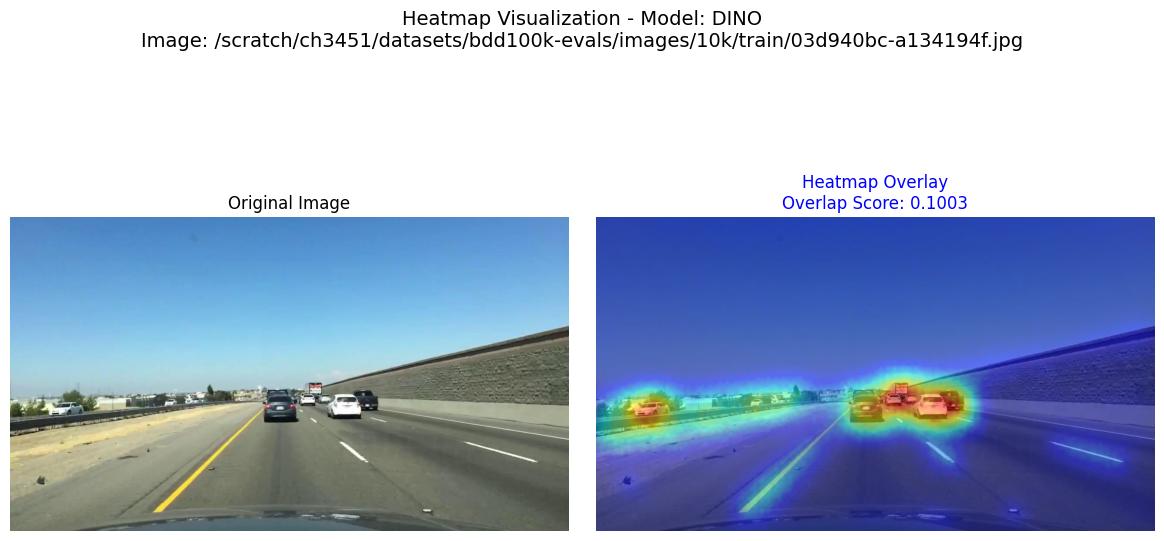 Heatmap Visualization - Model: DINO
Image: /scratch/ch3451/datasets/bdd100k-evals/images/10k/train/03d940bc-a134194f.jpg
Original Image
Heatmap Overlay
Overlap Score: 0.1003